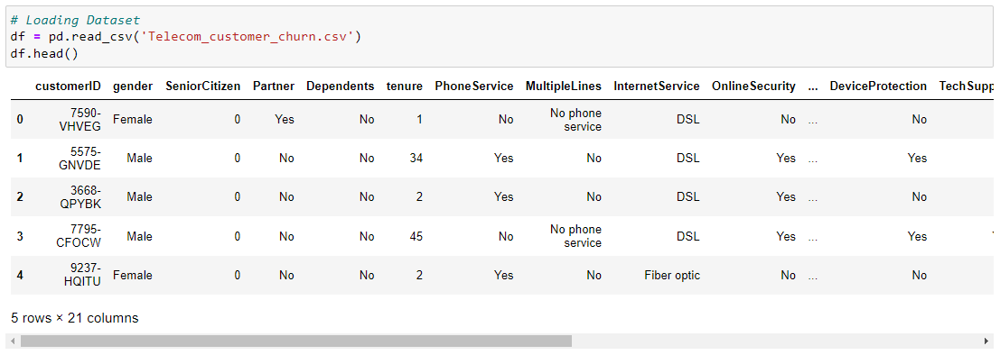 # Loading Dataset
df = pd.read_csv('Telecom_customer_churn.csv')
df.head()
customerID gender SeniorCitizen Partner Dependents tenure PhoneService MultipleLines InternetService OnlineSecurity ... DeviceProtection TechSupp
0 7590-VHVEG Female 0 Yes No 1 No No phone service DSL No ... No
1 5575-GNVDE Male 0 No No 34 Yes No DSL Yes ... Yes
2 3668-QPYBK Male 0 No No 2 Yes No DSL Yes ... No
3 7795-CFOCW Male 0 No No 45 No No phone service DSL Yes ... Yes
4 9237-HQITU Female 0 No No 2 Yes No Fiber optic No ... No
5 rows × 21 columns